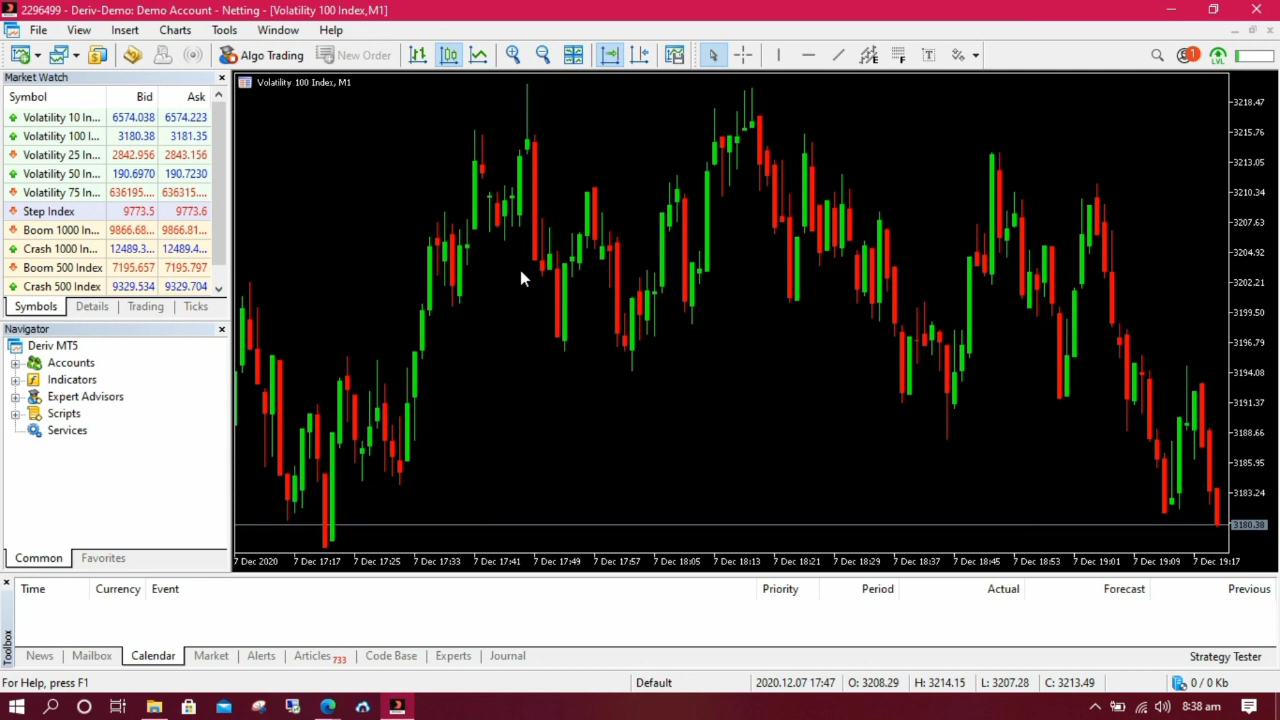 2296499 - Deriv-Demo: Demo Account - Netting - [Volatility 100 Index,M1]
File View Insert Charts Tools Window Help
Algo Trading New Order 1 LVL
Market Watch
Symbol Bid Ask
Volatility 10 In... 6574.038 6574.223
Volatility 100 I... 3180.38 3181.35
Volatility 25 In... 2842.956 2843.156
Volatility 50 In... 190.6970 190.7230
Volatility 75 In... 636195.... 636315....
Step Index 9773.5 9773.6
Boom 1000 In... 9866.68... 9866.81...
Crash 1000 In... 12489.3... 12489.4...
Boom 500 Index 7195.657 7195.797
Crash 500 Index 9329.534 9329.704
Symbols Details Trading Ticks
Navigator
Deriv MT5
Accounts
Indicators
Expert Advisors
Scripts
Services
Common Favorites
Volatility 100 Index, M1
3218.47
3215.76
3213.05
3210.34
3207.63
3204.92
3202.21
3199.50
3196.79
3194.08
3191.37
3188.66
3185.95
3183.24
3180.38
7 Dec 2020 7 Dec 17:17 7 Dec 17:25 7 Dec 17:33 7 Dec 17:41 7 Dec 17:49 7 Dec 17:57 7 Dec 18:05 7 Dec 18:13 7 Dec 18:21 7 Dec 18:29 7 Dec 18:37 7 Dec 18:45 7 Dec 18:53 7 Dec 19:01 7 Dec 19:09 7 Dec 19:17
Time Currency Event Priority Period Actual Forecast Previous
Toolbox
News Mailbox Calendar Market Alerts Articles 733 Code Base Experts Journal Strategy Tester
For Help, press F1 Default 2020.12.07 17:47 O: 3208.29 H: 3214.15 L: 3207.28 C: 3213.49 0 / 0 Kb
8:38 am